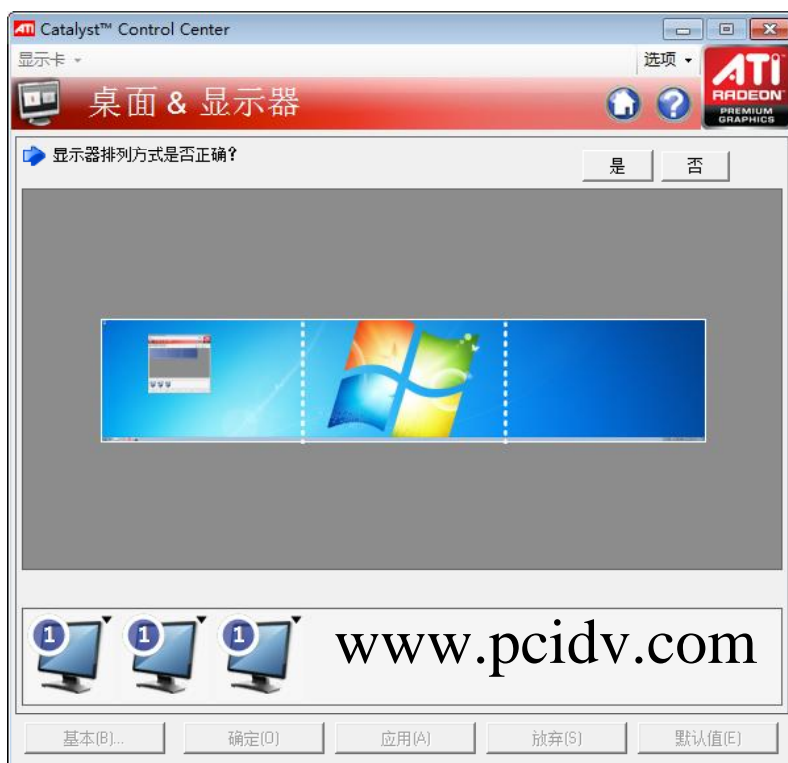 ATI Catalyst™ Control Center
显示卡
选项
桌面 & 显示器
ATI
RADEON
PREMIUM
GRAPHICS
显示器排列方式是否正确?
是
否
1
1
1
www.pcidv.com
基本(B)...
确定(O)
应用(A)
放弃(S)
默认值(E)